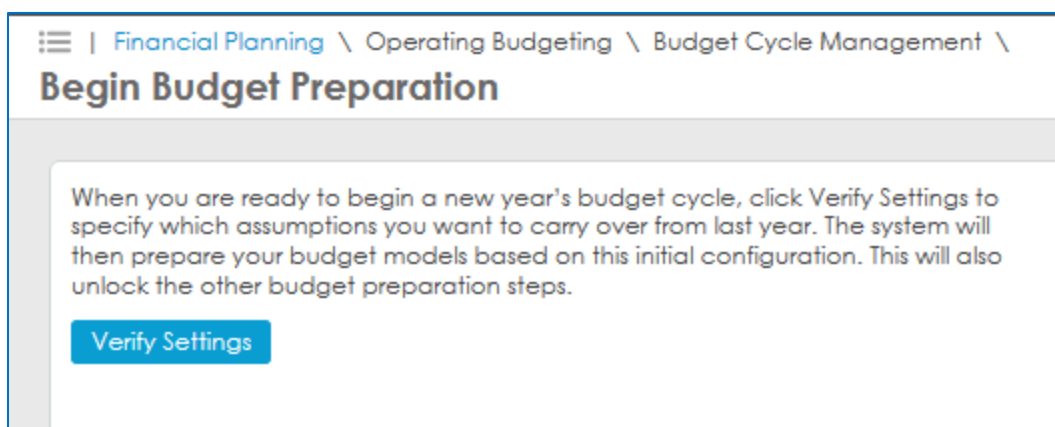 | Financial Planning \ Operating Budgeting \ Budget Cycle Management \
Begin Budget Preparation
When you are ready to begin a new year's budget cycle, click Verify Settings to
specify which assumptions you want to carry over from last year. The system will
then prepare your budget models based on this initial configuration. This will also
unlock the other budget preparation steps.
Verify Settings